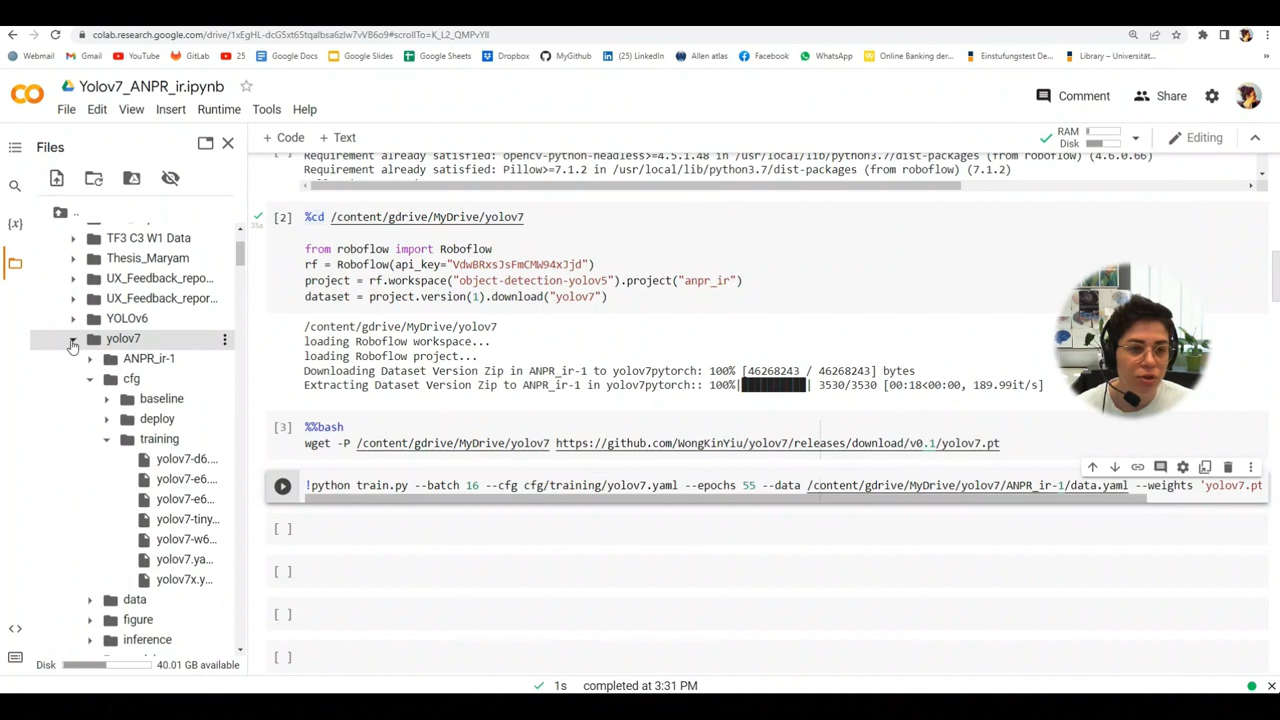 colab.research.google.com/drive/1xEgHL-dcG5xt65tqalbsa6zlw7vVB6o9#scrollTo=K_L2_QMPvYlI
Webmail
Gmail
YouTube
GitLab
25
Google Docs
Google Slides
Google Sheets
Dropbox
MyGithub
(25) LinkedIn
Allen atlas
Facebook
WhatsApp
Online Banking der...
Einstufungstest De...
Library – Universität...
»
CO
Yolov7_ANPR_ir.ipynb
File Edit View Insert Runtime Tools Help
Comment
Share
+ Code + Text
RAM
Disk
Editing
Files
{x}
..
TF3 C3 W1 Data
Thesis_Maryam
UX_Feedback_repo...
UX_Feedback_repor...
YOLOv6
yolov7
ANPR_ir-1
cfg
baseline
deploy
training
yolov7-d6....
yolov7-e6...
yolov7-e6...
yolov7-tiny...
yolov7-w6...
yolov7.ya...
yolov7x.y...
data
figure
inference
Disk
40.01 GB available
Requirement already satisfied: opencv-python-headless>=4.5.1.48 in /usr/local/lib/python3.7/dist-packages (from roboflow) (4.6.0.66)
Requirement already satisfied: Pillow>=7.1.2 in /usr/local/lib/python3.7/dist-packages (from roboflow) (7.1.2)
[2]
35s
%cd /content/gdrive/MyDrive/yolov7
from roboflow import Roboflow
rf = Roboflow(api_key="VdwBRxsJsFmCMW94xJjd")
project = rf.workspace("object-detection-yolov5").project("anpr_ir")
dataset = project.version(1).download("yolov7")
/content/gdrive/MyDrive/yolov7
loading Roboflow workspace...
loading Roboflow project...
Downloading Dataset Version Zip in ANPR_ir-1 to yolov7pytorch: 100% [46268243 / 46268243] bytes
Extracting Dataset Version Zip to ANPR_ir-1 in yolov7pytorch:: 100%|██████████| 3530/3530 [00:18<00:00, 189.99it/s]
[3]
%%bash
wget -P /content/gdrive/MyDrive/yolov7 https://github.com/WongKinYiu/yolov7/releases/download/v0.1/yolov7.pt
!python train.py --batch 16 --cfg cfg/training/yolov7.yaml --epochs 55 --data /content/gdrive/MyDrive/yolov7/ANPR_ir-1/data.yaml --weights 'yolov7.pt
[ ]
[ ]
[ ]
[ ]
1s completed at 3:31 PM